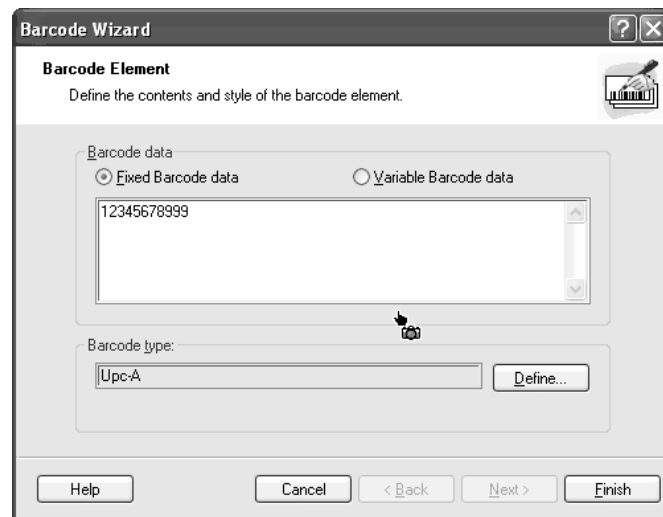 Barcode Wizard
Barcode Element
Define the contents and style of the barcode element.
Barcode data
Fixed Barcode data Variable Barcode data
12345678999
Barcode type:
Upc-A Define...
Help Cancel < Back Next > Finish